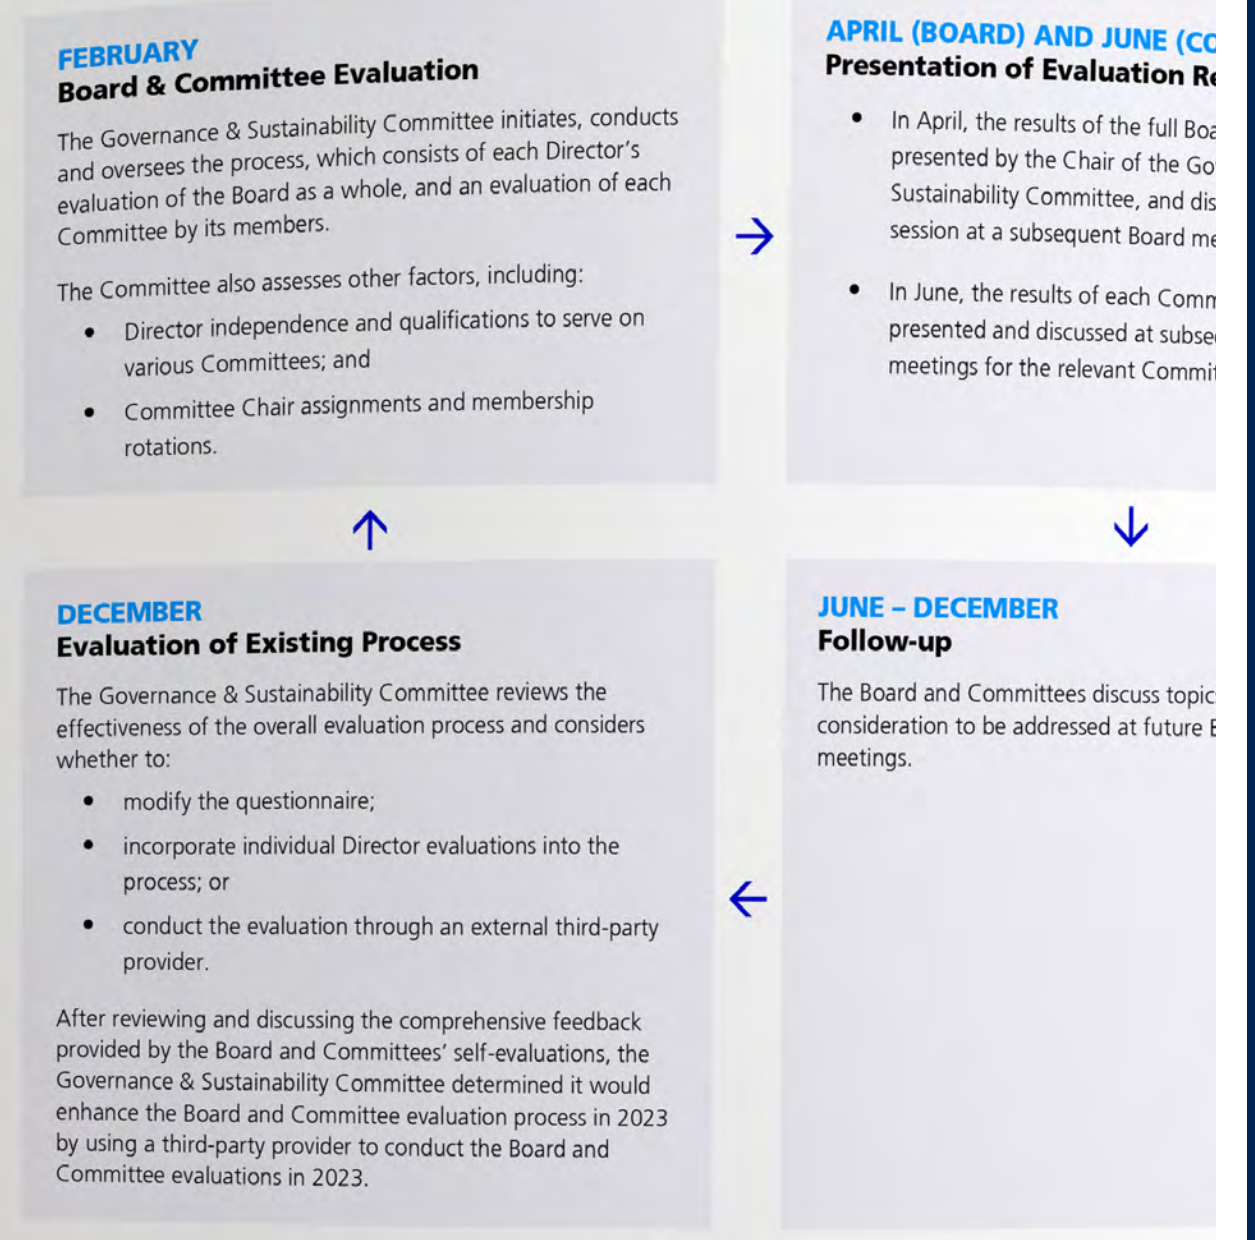 FEBRUARY
Board & Committee Evaluation
The Governance & Sustainability Committee initiates, conducts
and oversees the process, which consists of each Director's
evaluation of the Board as a whole, and an evaluation of each
Committee by its members.
The Committee also assesses other factors, including:
• Director independence and qualifications to serve on
various Committees; and
• Committee Chair assignments and membership
rotations.
APRIL (BOARD) AND JUNE
Presentation of Evaluation
• In April, the results of the full
presented by the Chair of the
Sustainability Committee, and
session at a subsequent Board
• In June, the results of each
presented and discussed at
meetings for the relevant
DECEMBER
Evaluation of Existing Process
The Governance & Sustainability Committee reviews the
effectiveness of the overall evaluation process and considers
whether to:
• modify the questionnaire;
• incorporate individual Director evaluations into the
process; or
• conduct the evaluation through an external third-party
provider.
After reviewing and discussing the comprehensive feedback
provided by the Board and Committees' self-evaluations, the
Governance & Sustainability Committee determined it would
enhance the Board and Committee evaluation process in 2023
by using a third-party provider to conduct the Board and
Committee evaluations in 2023.
JUNE – DECEMBER
Follow-up
The Board and Committees discuss
consideration to be addressed at future
meetings.